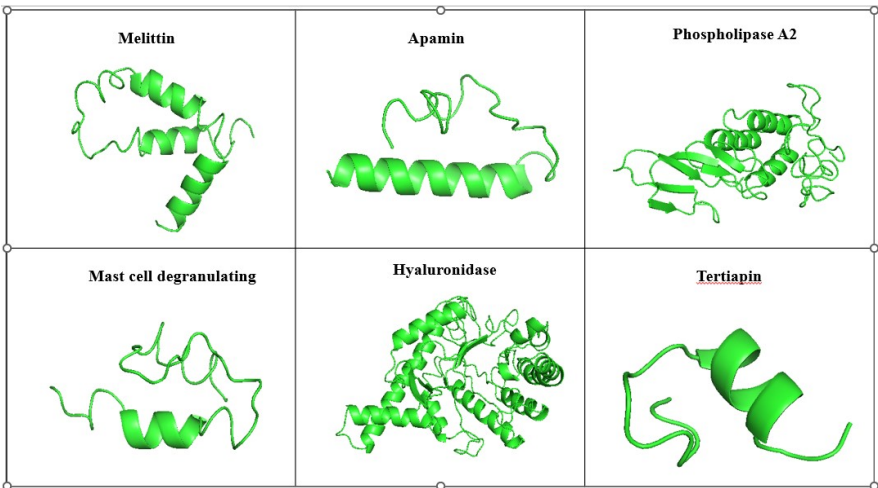 Melittin
Apamin
Phospholipase A2
Mast cell degranulating
Hyaluronidase
Tertiapin